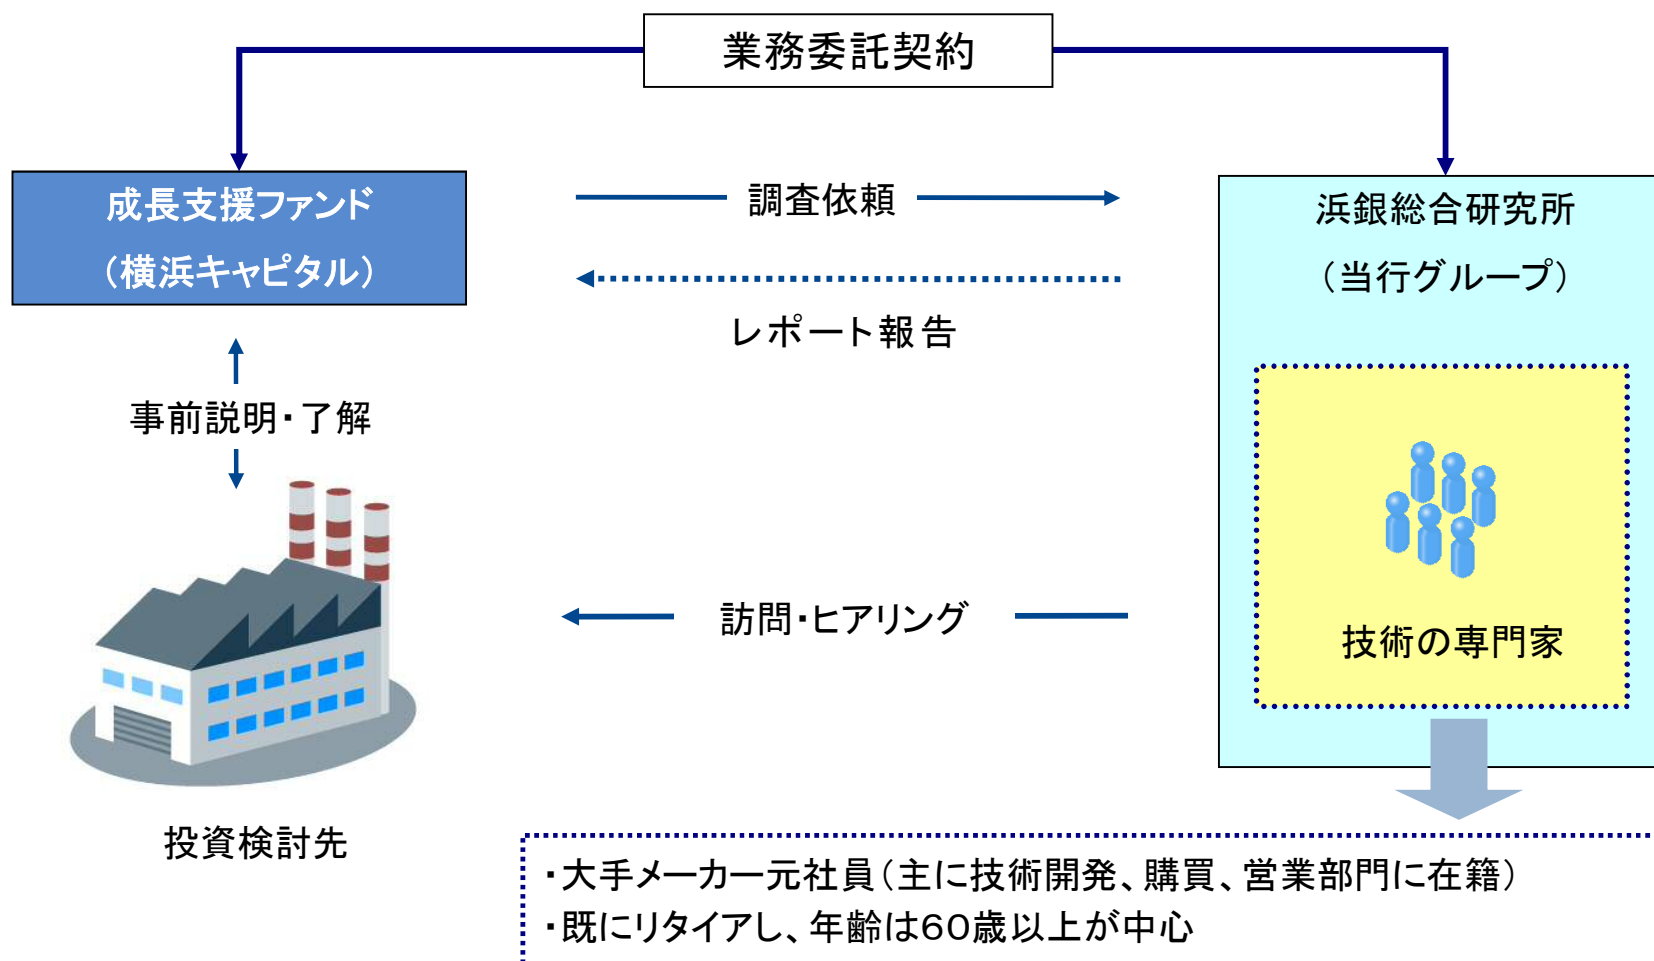 業務委託契約
成長支援ファンド
（横浜キャピタル）
調査依頼
浜銀総合研究所
（当行グループ）
レポート報告
事前説明・了解
訪問・ヒアリング
技術の専門家
投資検討先
・大手メーカー元社員（主に技術開発、購買、営業部門に在籍）
・既にリタイアし、年齢は60歳以上が中心